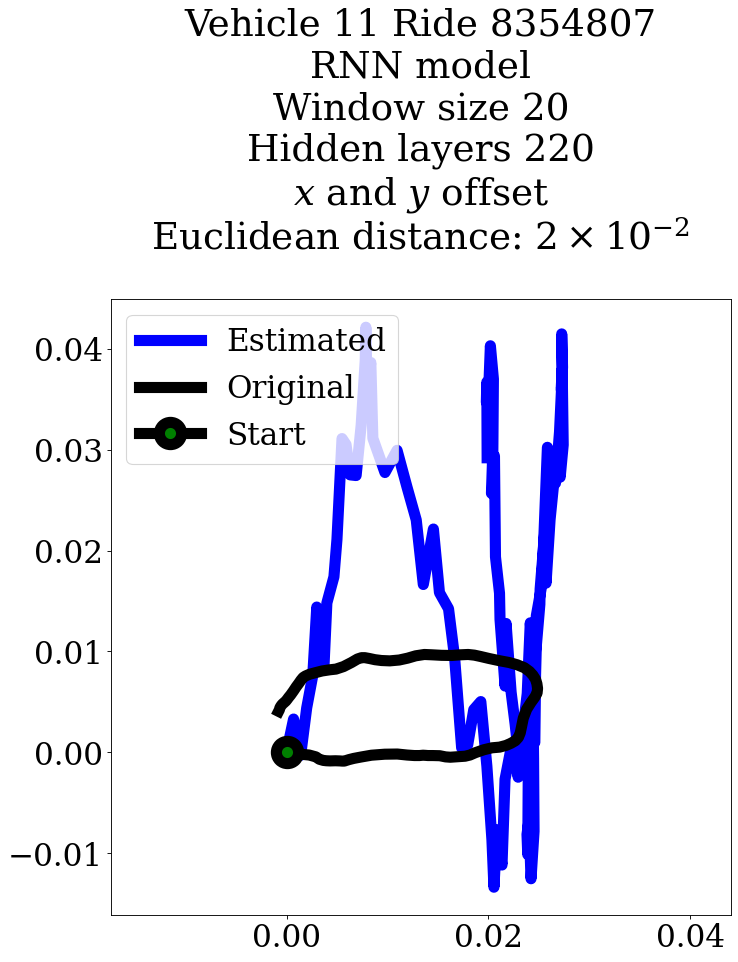 Vehicle 11 Ride 8354807
RNN model
Window size 20
Hidden layers 220
x and y offset
Euclidean distance: 2 × 10⁻²
Estimated
Original
Start
0.04
0.03
0.02
0.01
0.00
−0.01
0.00 0.02 0.04